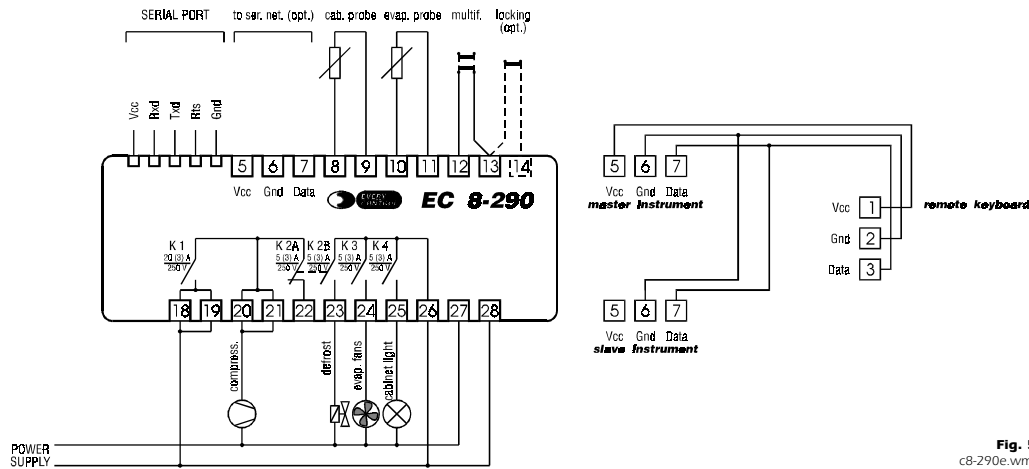 SERIAL PORT
to ser. net. (opt.)
cab. probe
evap. probe
multif.
locking
(opt.)
Vcc
Rxd
Txd
Rts
Gnd
5 6 7 8 9 10 11 12 13 14
Vcc Gnd Data
EVERY
CONTROL
EC 8-290
K 1
20 (3) A
250 V
K 2A
5 (3) A
250 V
K 2B
5 (3) A
250 V
K 3
5 (3) A
250 V
K 4
5 (3) A
250 V
18 19 20 21 22 23 24 25 26 27 28
compress.
defrost
evap. fans
cabinet light
POWER
SUPPLY
5 6 7
Vcc Gnd Data
master instrument
Vcc 1
remote keyboard
Gnd 2
Data 3
5 6 7
Vcc Gnd Data
slave instrument
Fig. 5
c8-290e.wm